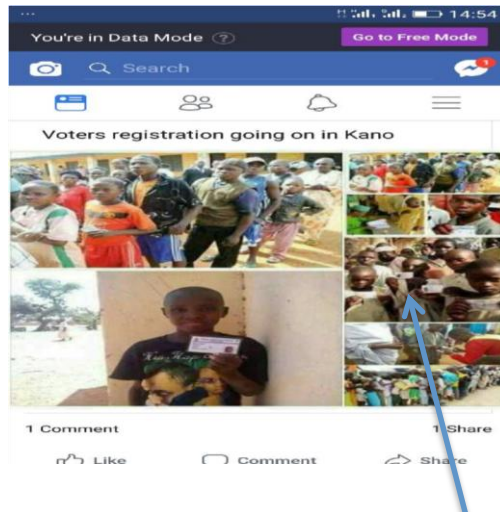 14:54
You're in Data Mode ?
Go to Free Mode
Search
1
Voters registration going on in Kano
1 Comment
1 Share
Like
Comment
Share